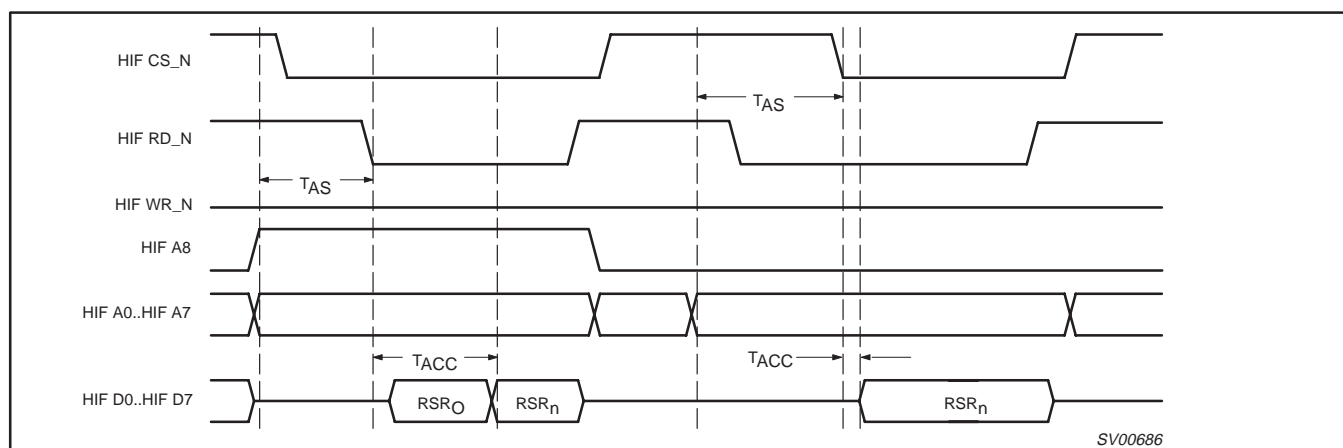 HIF CS_N
TAS
HIF RD_N
TAS
HIF WR_N
HIF A8
HIF A0..HIF A7
TACC
TACC
HIF D0..HIF D7
RSRO
RSRn
RSRn
SV00686